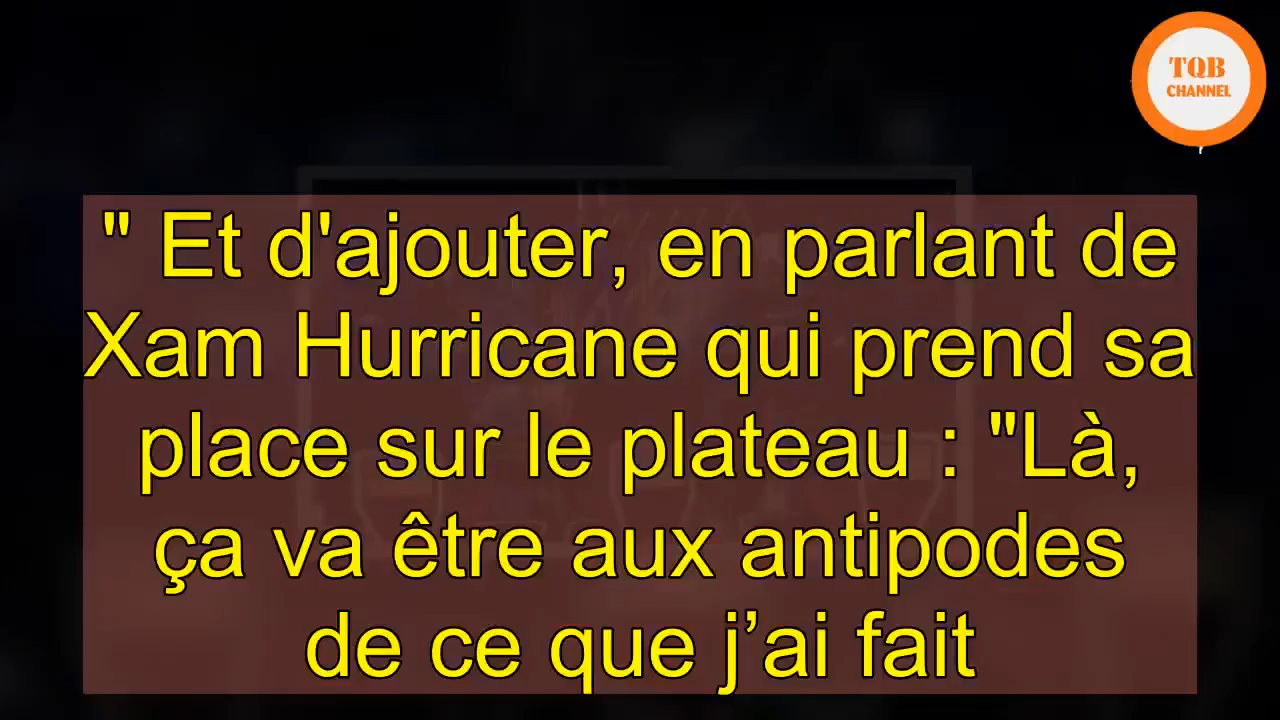 TQB
CHANNEL
" Et d'ajouter, en parlant de
Xam Hurricane qui prend sa
place sur le plateau : "Là,
ça va être aux antipodes
de ce que j’ai fait